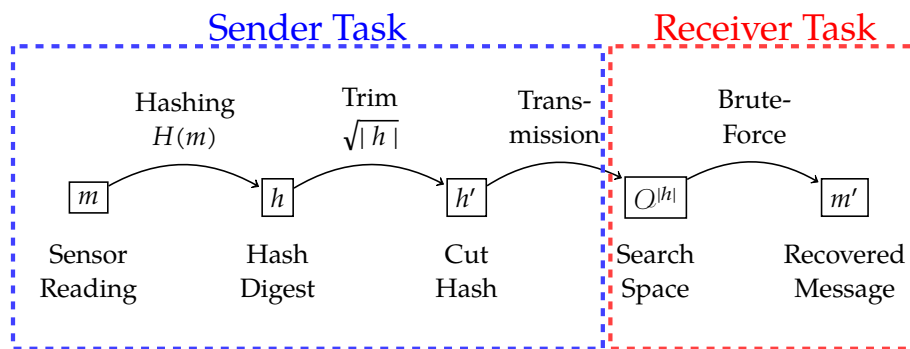 Sender Task
Receiver Task
Hashing
H(m)
Trim
√| h |
Trans-
mission
Brute-
Force
m
h
h′
O^|h|
m′
Sensor
Reading
Hash
Digest
Cut
Hash
Search
Space
Recovered
Message